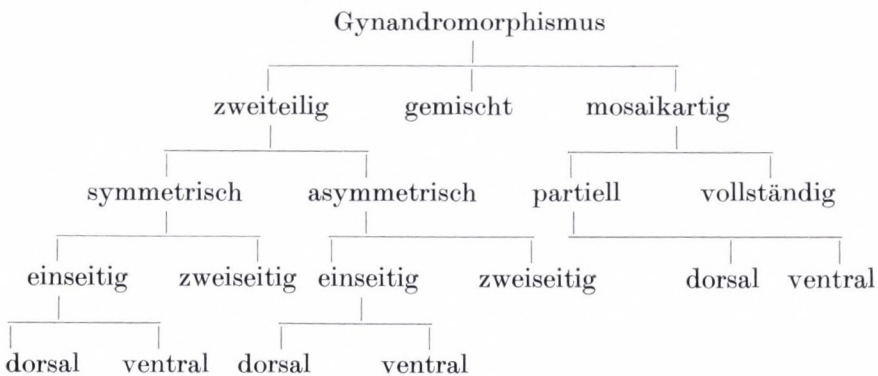 Gynandromorphismus
zweiteilig gemischt mosaikartig
symmetrisch asymmetrisch partiell vollständig
einseitig zweiseitig einseitig zweiseitig dorsal ventral
dorsal ventral dorsal ventral